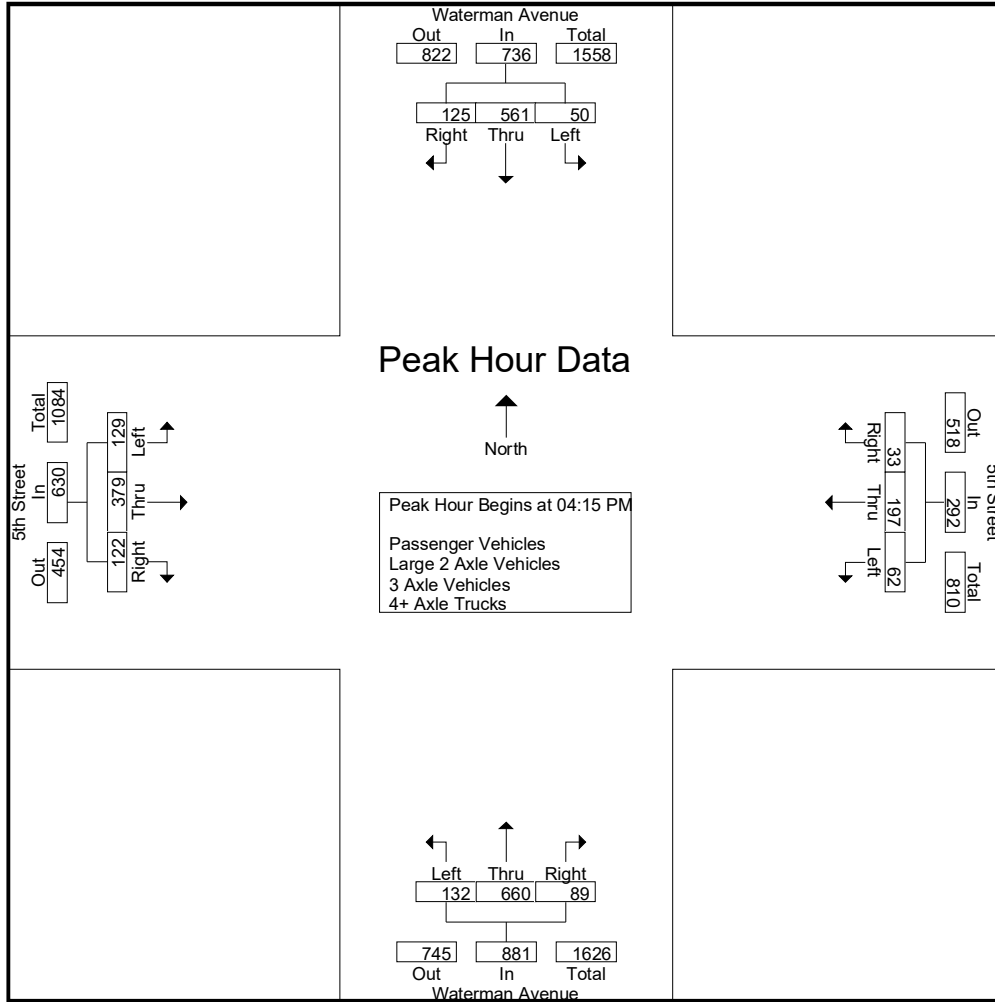 Waterman Avenue
Out In Total
822 736 1558
125 561 50
Right Thru Left
Peak Hour Data
North
Peak Hour Begins at 04:15 PM
Passenger Vehicles
Large 2 Axle Vehicles
3 Axle Vehicles
4+ Axle Trucks
5th Street
Out In Total
454 630 1084
122 379 129
Right Thru Left
5th Street
Out In Total
518 292 810
33 197 62
Right Thru Left
Left Thru Right
132 660 89
745 881 1626
Out In Total
Waterman Avenue